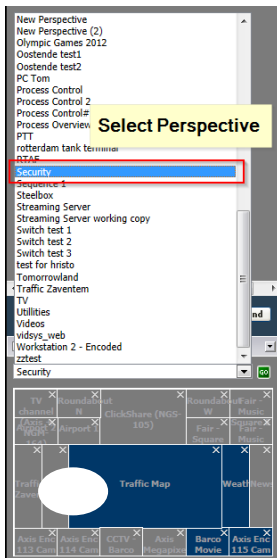 New Perspective
New Perspective (2)
Olympic Games 2012
Oostende test1
Oostende test2
PC Tom
Process Control
Process Control 2
Process Control#
Process Overview
PTT
Select Perspective
rotterdam tank terminal
RTAF
Security
Sequence 1
Steelbox
Streaming Server
Streaming Server working copy
Switch test 1
Switch test 2
Switch test 3
test for hristo
Tomorrowland
Traffic Zaventem
TV
Utilities
Videos
vidsys_web
Workstation 2 - Encoded
zztest
nd
Security
GO
TV channel
Roundabout N
ClickShare (NGS-105)
Roundabout W
Fair - Music
Airport 1
Fair - Square
Fair - Music
Traffic Map
Weath
News
Axis Enc 113 Cam
Axis Enc 114 Cam
CCTV - Barco
Axis Megapixe
Barco Movie
Axis Enc 115 Cam